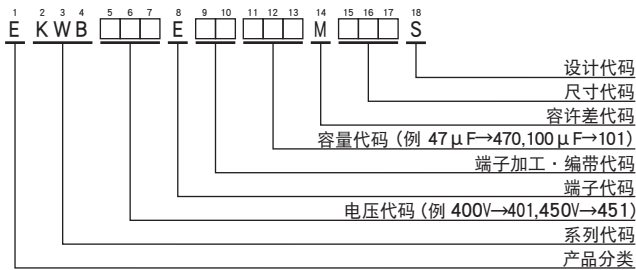 1 2 3 4 5 6 7 8 9 10 11 12 13 14 15 16 17 18
E KWB □□□ E □□ □□□ M □□□ S
设计代码
尺寸代码
容许差代码
容量代码 (例 47μF→470,100μF→101)
端子加工·编带代码
端子代码
电压代码 (例 400V→401,450V→451)
系列代码
产品分类